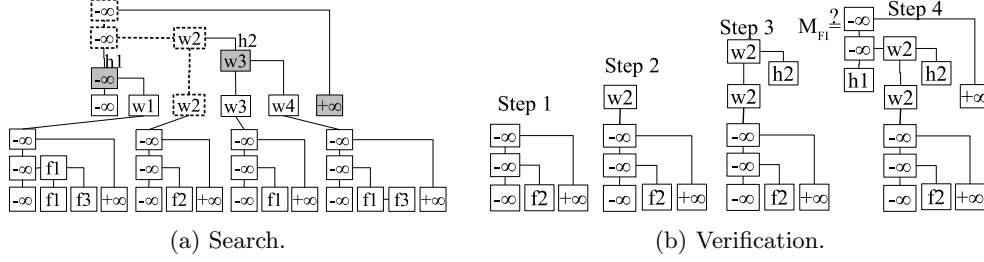 -∞
-∞ w2 h2
h1
-∞ w3
-∞ w1 w2 w3 w4 +∞
-∞ -∞ -∞ -∞
-∞ f1 -∞ -∞ -∞
-∞ f1 f3 +∞ -∞ f2 +∞ -∞ f1 +∞ -∞ f1 f3 +∞
(a) Search.
Step 1
-∞
-∞
-∞ f2 +∞
Step 2
w2
-∞
-∞
-∞ f2 +∞
Step 3
w2 h2
w2
-∞
-∞
-∞ f2 +∞
Step 4
M_FI ≟ -∞
-∞ w2
h1 h2
w2 +∞
-∞
-∞
-∞ f2 +∞
(b) Verification.